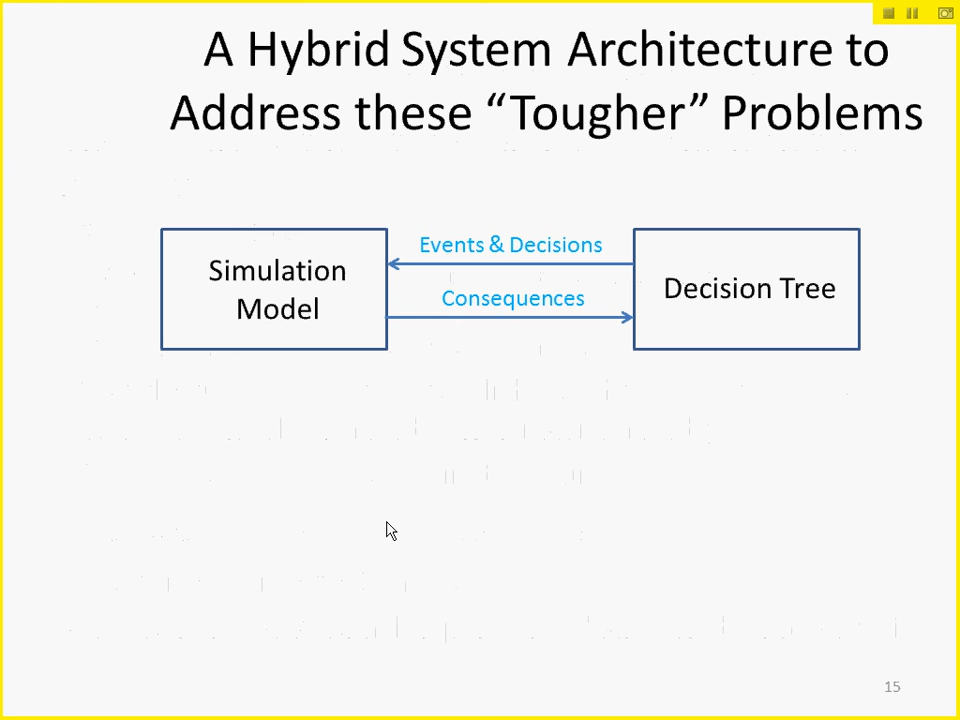 A Hybrid System Architecture to
Address these “Tougher” Problems
Events & Decisions
Simulation
Model
Consequences
Decision Tree
15